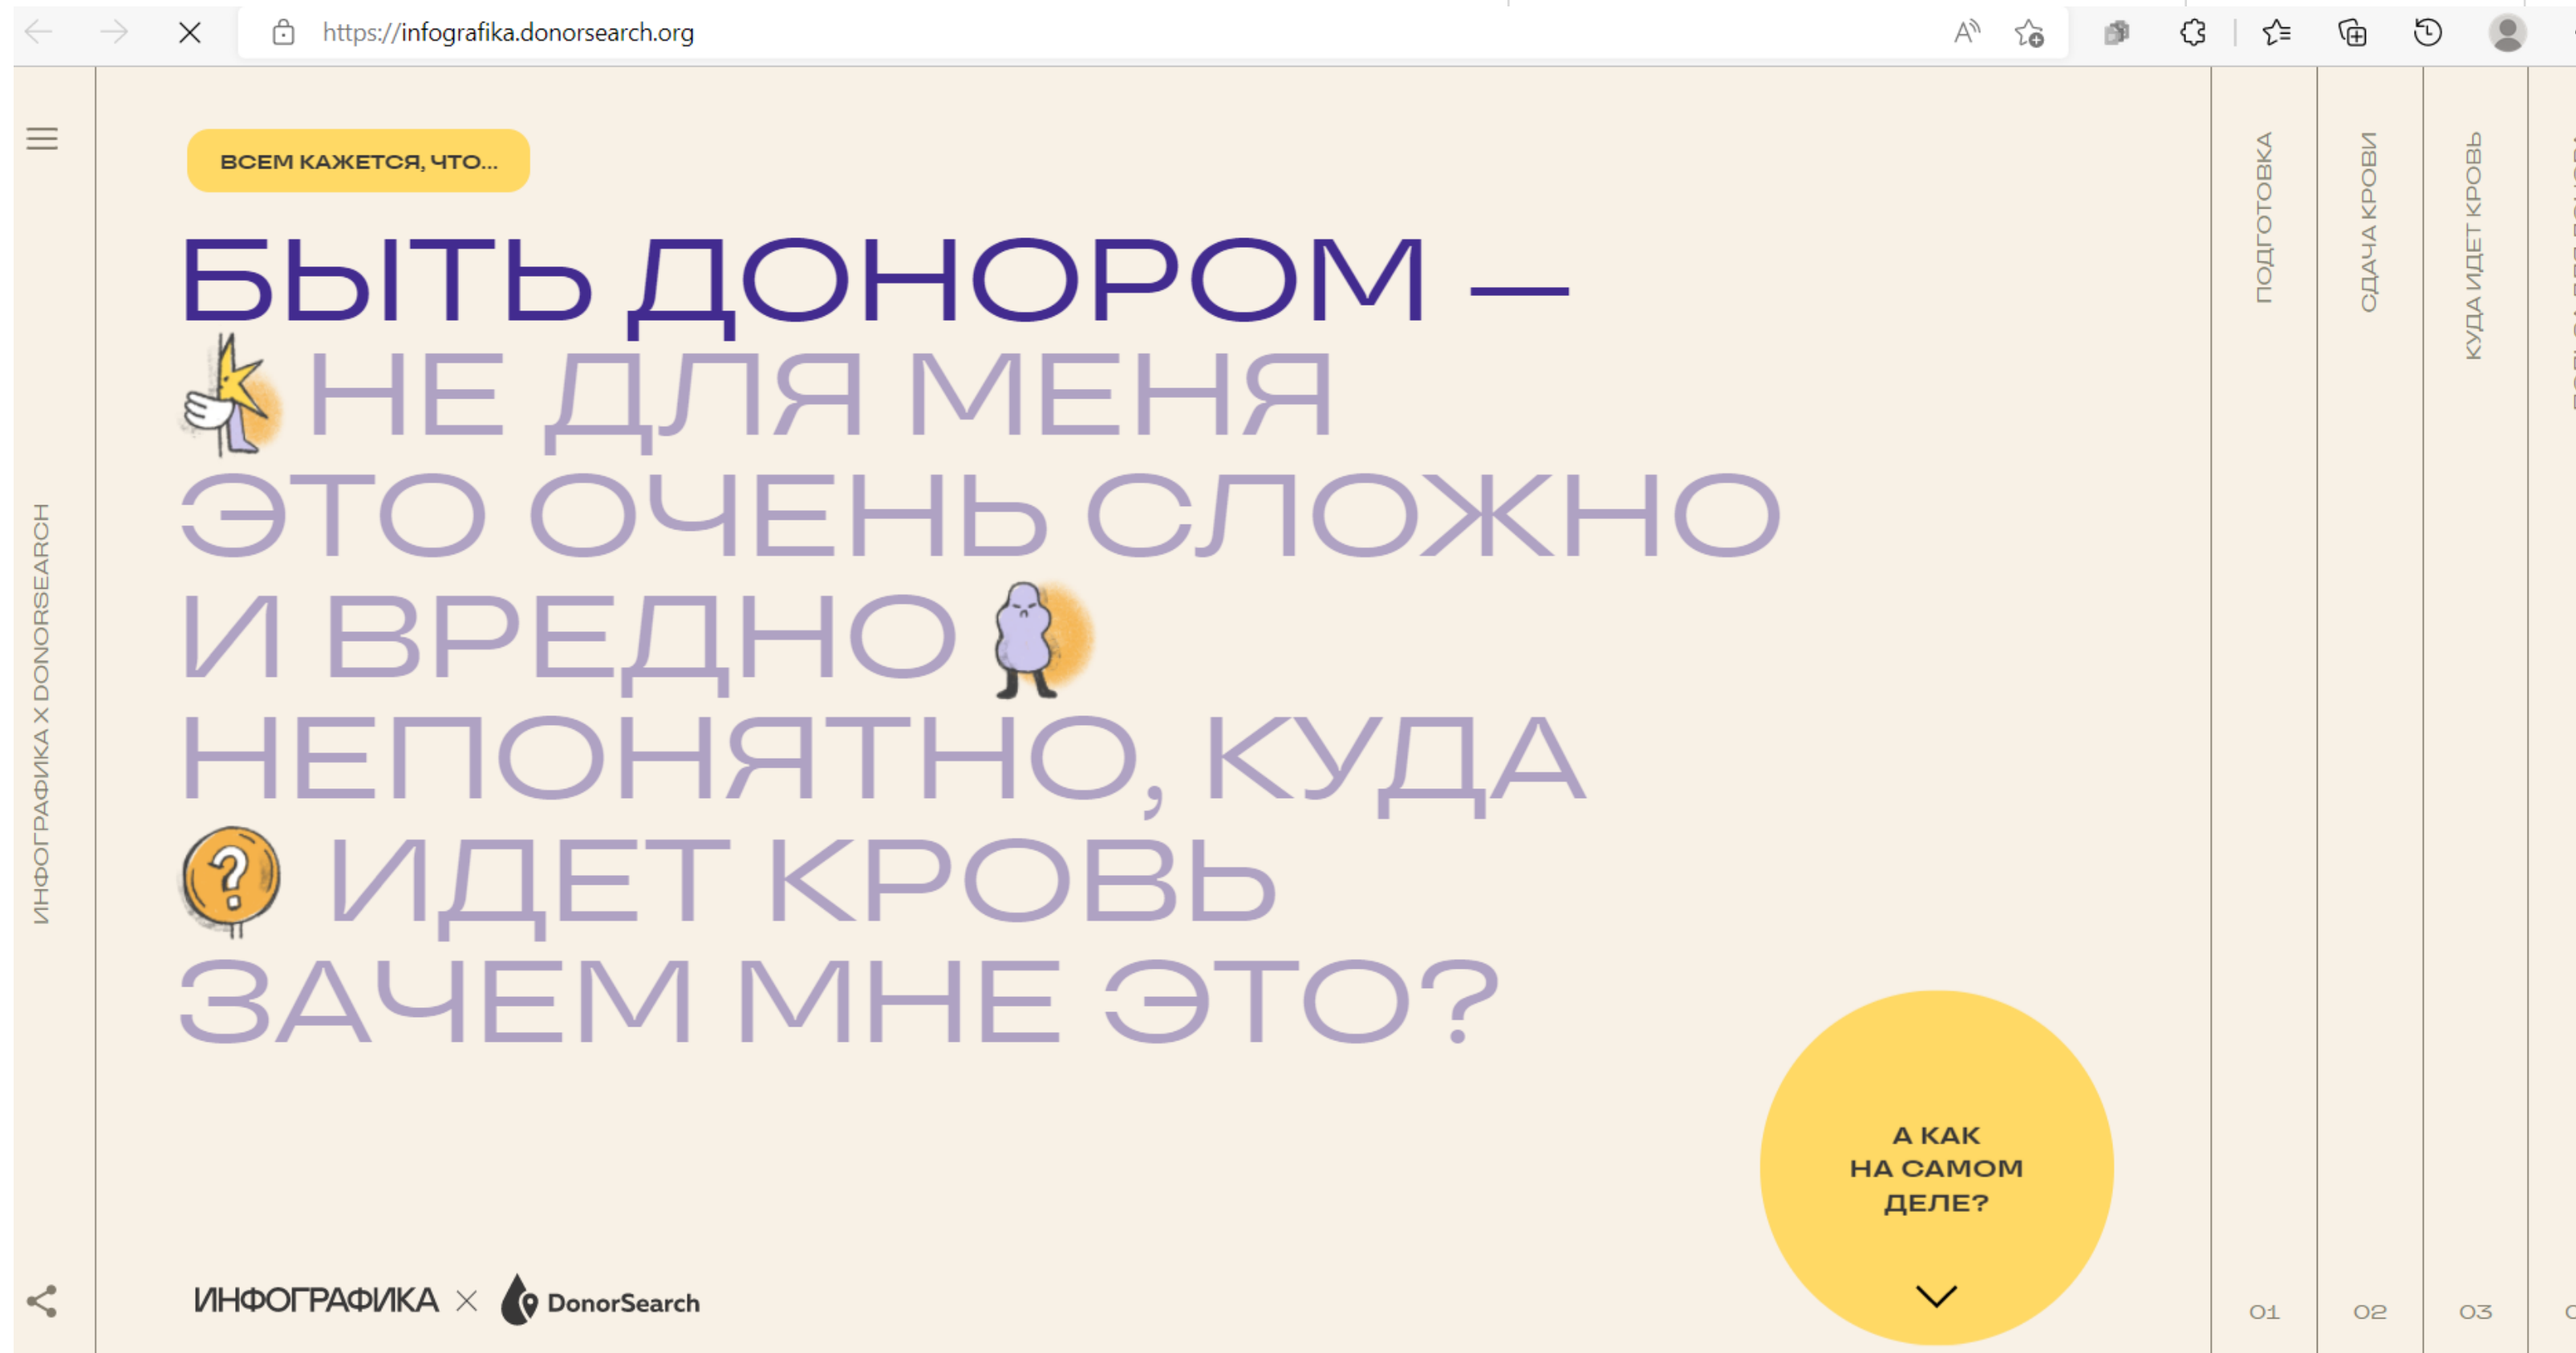 https://infografika.donorsearch.org
ВСЕМ КАЖЕТСЯ, ЧТО...
БЫТЬ ДОНОРОМ —
НЕ ДЛЯ МЕНЯ
ЭТО ОЧЕНЬ СЛОЖНО
И ВРЕДНО
НЕПОНЯТНО, КУДА
? ИДЕТ КРОВЬ
ЗАЧЕМ МНЕ ЭТО?
А КАК
НА САМОМ
ДЕЛЕ?
ИНФОГРАФИКА × DonorSearch
ИНФОГРАФИКА X DONORSEARCH
ПОДГОТОВКА
01
СДАЧА КРОВИ
02
КУДА ИДЕТ КРОВЬ
03